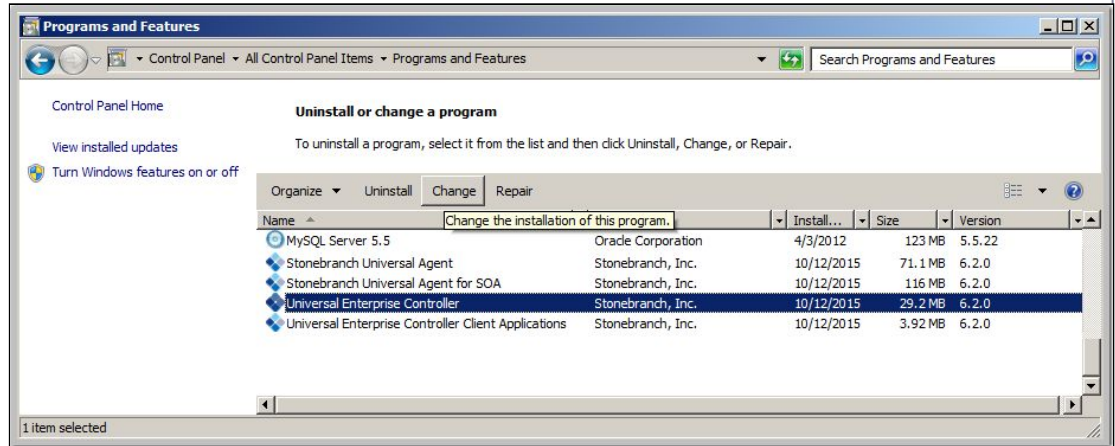 Programs and Features
Control Panel All Control Panel Items Programs and Features Search Programs and Features
Control Panel Home
View installed updates
Turn Windows features on or off
Uninstall or change a program
To uninstall a program, select it from the list and then click Uninstall, Change, or Repair.
Organize Uninstall Change Repair
Name Change the installation of this program. Install... Size Version
MySQL Server 5.5 Oracle Corporation 4/3/2012 123 MB 5.5.22
Stonebranch Universal Agent Stonebranch, Inc. 10/12/2015 71.1 MB 6.2.0
Stonebranch Universal Agent for SOA Stonebranch, Inc. 10/12/2015 116 MB 6.2.0
Universal Enterprise Controller Stonebranch, Inc. 10/12/2015 29.2 MB 6.2.0
Universal Enterprise Controller Client Applications Stonebranch, Inc. 10/12/2015 3.92 MB 6.2.0
1 item selected